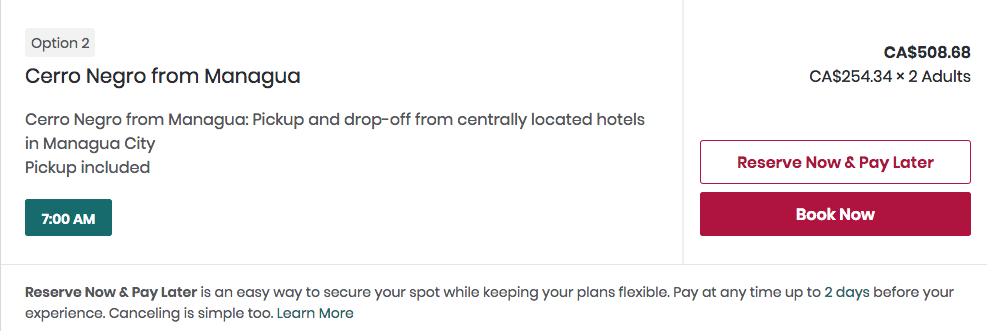 Option 2
CA$508.68
Cerro Negro from Managua
CA$254.34 × 2 Adults
Cerro Negro from Managua: Pickup and drop-off from centrally located hotels
in Managua City
Pickup included
Reserve Now & Pay Later
7:00 AM
Book Now
Reserve Now & Pay Later is an easy way to secure your spot while keeping your plans flexible. Pay at any time up to 2 days before your
experience. Canceling is simple too. Learn More